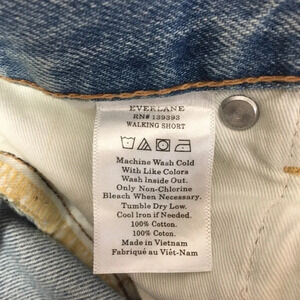 EVERLANE
RN# 139393
WALKING SHORT
Machine Wash Cold
With Like Colors
Wash Inside Out.
Only Non-Chlorine
Bleach When Necessary.
Tumble Dry Low.
Cool Iron if Needed.
100% Cotton.
100% Coton.
Made in Vietnam
Fabriqué au Viêt-Nam